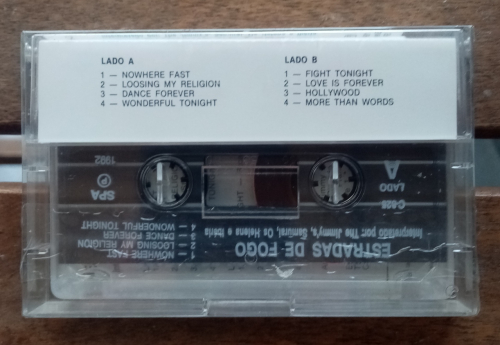 LADO A
1 — NOWHERE FAST
2 — LOOSING MY RELIGION
3 — DANCE FOREVER
4 — WONDERFUL TONIGHT
LADO B
1 — FIGHT TONIGHT
2 — LOVE IS FOREVER
3 — HOLLYWOOD
4 — MORE THAN WORDS
A
LADO
C-625
SPA
P
1992
ESTRADAS DE FOGO
Interpretado por: The Jimmy's, Samurai, Os Helena e Ibéria
1 — NOWHERE FAST
2 — LOOSING MY RELIGION
3 — DANCE FOREVER
4 — WONDERFUL TONIGHT